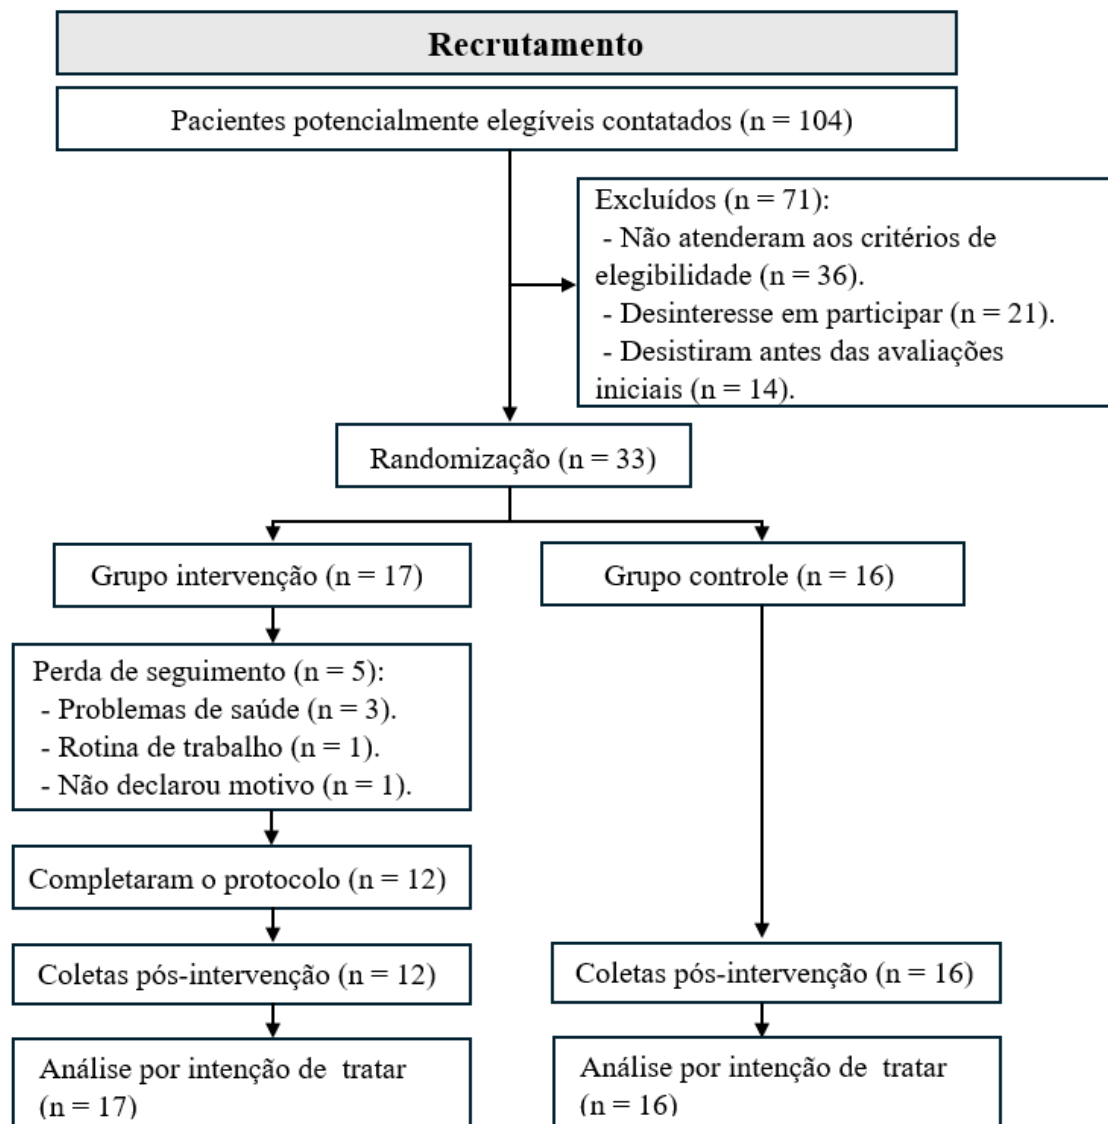 Recrutamento
Pacientes potencialmente elegíveis contatados (n = 104)
Excluídos (n = 71):
- Não atenderam aos critérios de
elegibilidade (n = 36).
- Desinteresse em participar (n = 21).
- Desistiram antes das avaliações
iniciais (n = 14).
Randomização (n = 33)
Grupo intervenção (n = 17)
Grupo controle (n = 16)
Perda de seguimento (n = 5):
- Problemas de saúde (n = 3).
- Rotina de trabalho (n = 1).
- Não declarou motivo (n = 1).
Completaram o protocolo (n = 12)
Coletas pós-intervenção (n = 12)
Coletas pós-intervenção (n = 16)
Análise por intenção de tratar
(n = 17)
Análise por intenção de tratar
(n = 16)